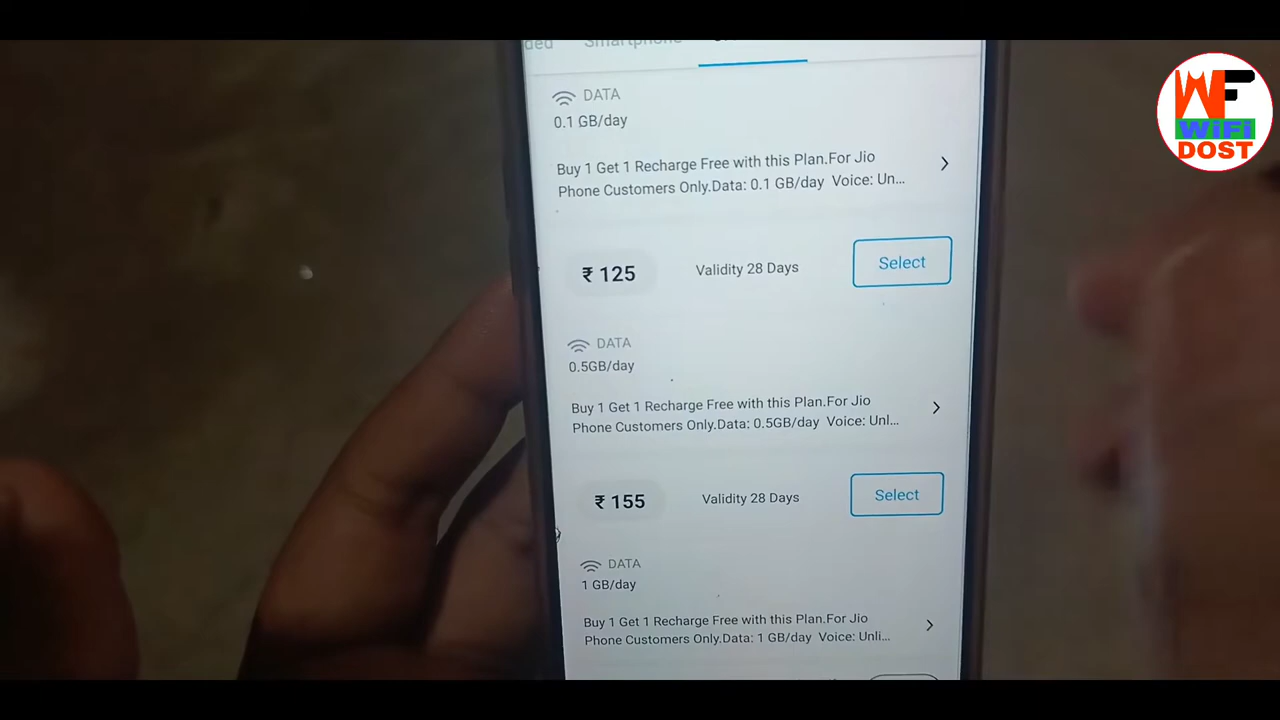 ded Smartphone
DATA
0.1 GB/day
Buy 1 Get 1 Recharge Free with this Plan.For Jio
Phone Customers Only.Data: 0.1 GB/day Voice: Un...
₹ 125 Validity 28 Days Select
DATA
0.5GB/day
Buy 1 Get 1 Recharge Free with this Plan.For Jio
Phone Customers Only.Data: 0.5GB/day Voice: Unl...
₹ 155 Validity 28 Days Select
DATA
1 GB/day
Buy 1 Get 1 Recharge Free with this Plan.For Jio
Phone Customers Only.Data: 1 GB/day Voice: Unli...
WF
WiFi
DOST